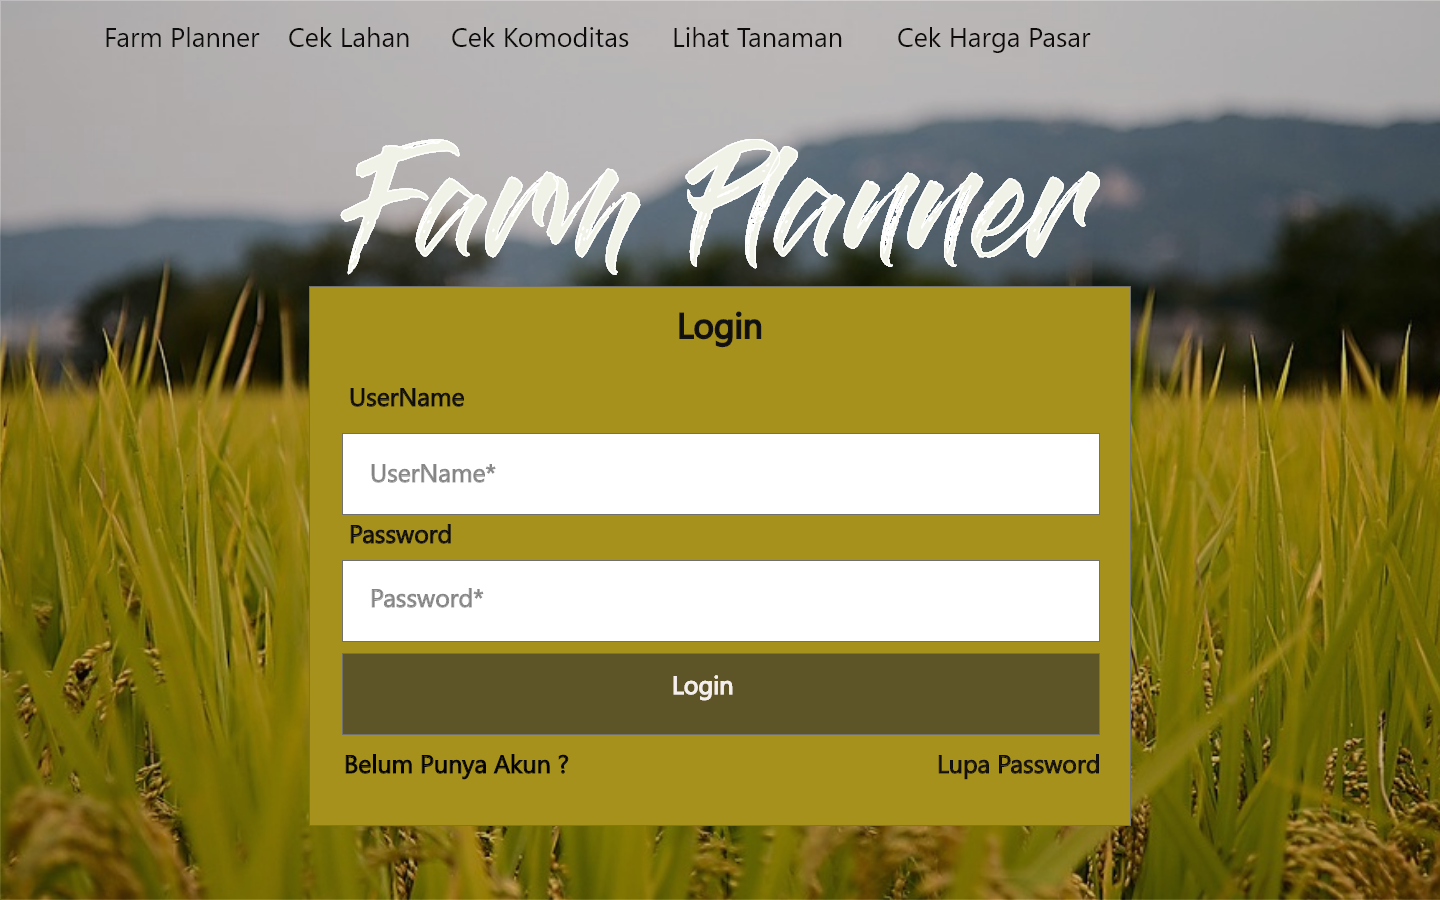 Farm Planner Cek Lahan Cek Komoditas Lihat Tanaman Cek Harga Pasar
Farm Planner
Login
UserName
UserName*
Password
Password*
Login
Belum Punya Akun ? Lupa Password